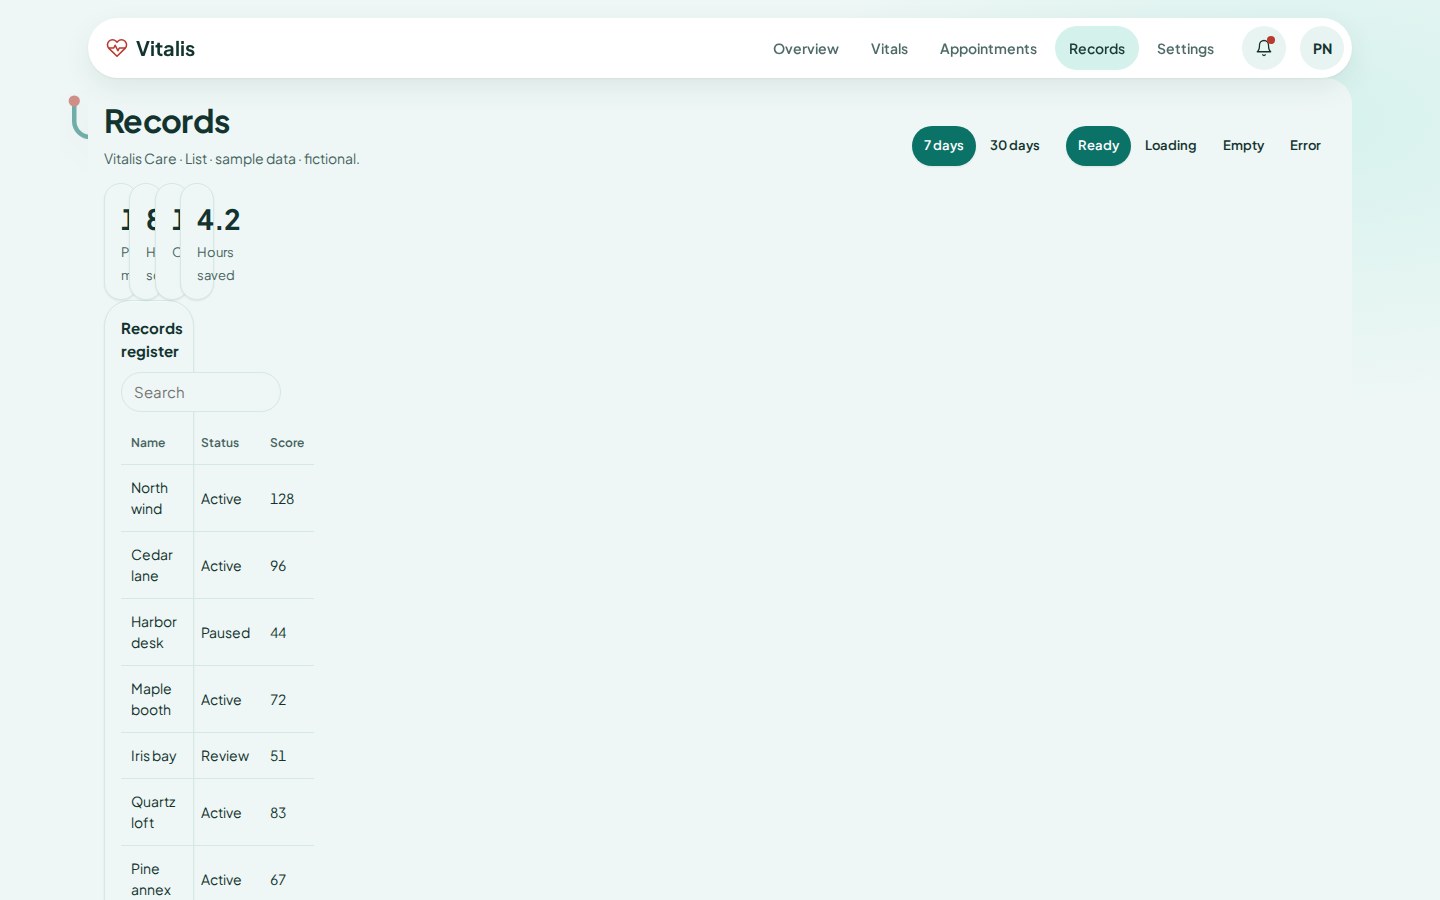 Vitalis
Overview
Vitals
Appointments
Records
Settings
PN
Records
Vitalis Care · List · sample data · fictional.
7 days
30 days
Ready
Loading
Empty
Error
4.2
Hours
saved
Records
register
Search
Name Status Score
North
wind
Active 128
Cedar
lane
Active 96
Harbor
desk
Paused 44
Maple
booth
Active 72
Iris bay Review 51
Quartz
loft
Active 83
Pine
annex
Active 67